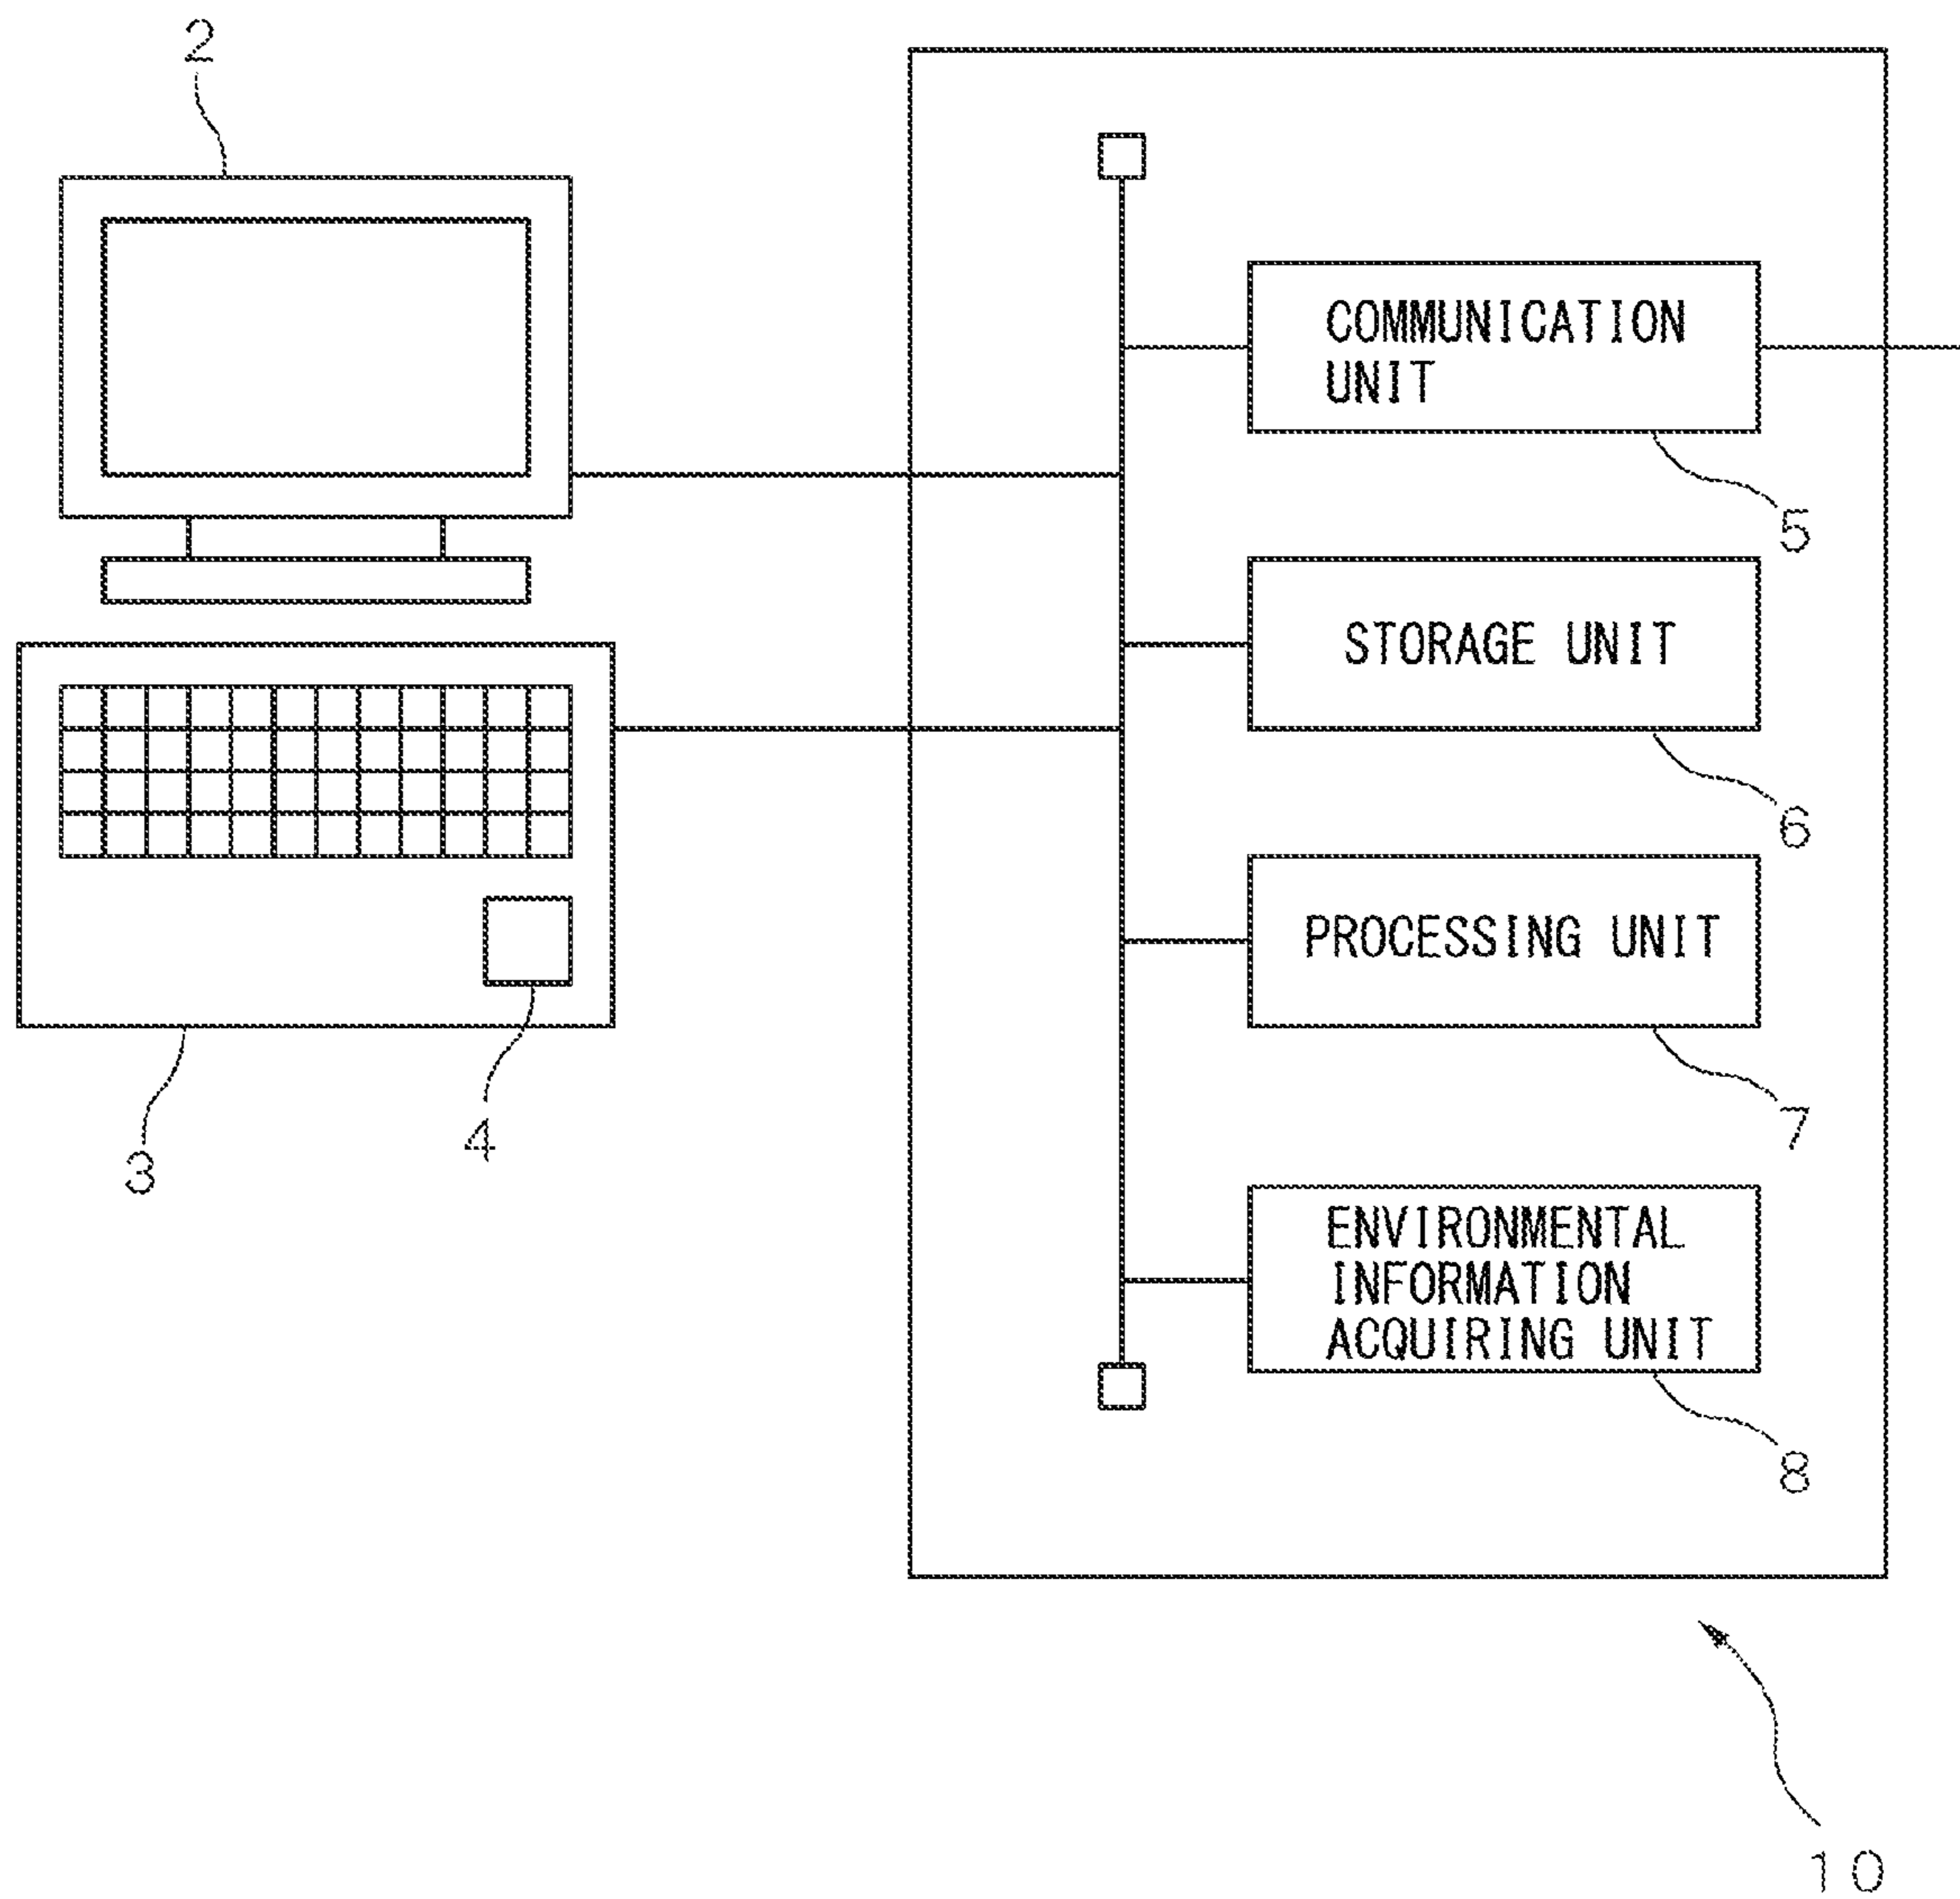 2
COMMUNICATION
UNIT
5
STORAGE UNIT
6
PROCESSING UNIT
7
3
4
ENVIRONMENTAL
INFORMATION
ACQUIRING UNIT
8
10